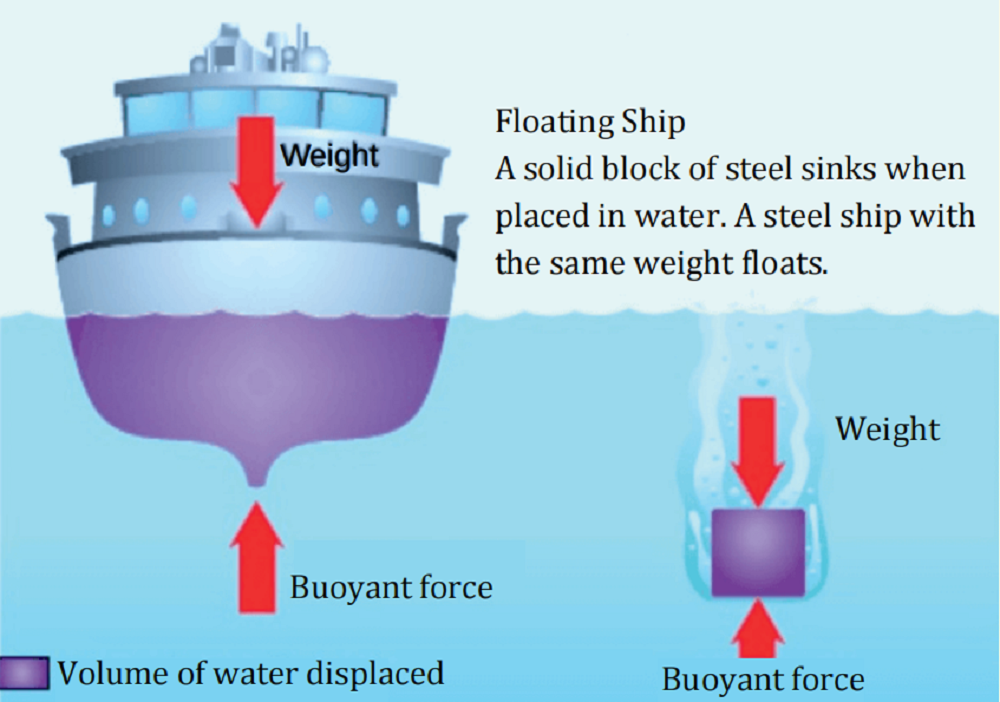 Weight
Floating Ship
A solid block of steel sinks when
placed in water. A steel ship with
the same weight floats.
Weight
Buoyant force
Volume of water displaced
Buoyant force